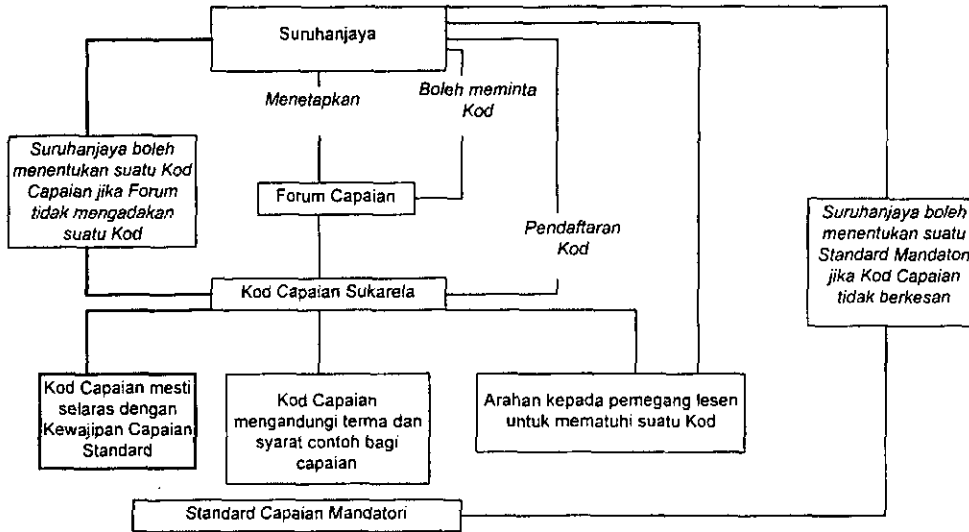 Suruhanjaya
Menetapkan
Boleh meminta
Kod
Suruhanjaya boleh
menentukan suatu Kod
Capaian jika Forum
tidak mengadakan
suatu Kod
Forum Capaian
Pendaftaran
Kod
Suruhanjaya boleh
menentukan suatu
Standard Mandatori
jika Kod Capaian
tidak berkesan
Kod Capaian Sukarela
Kod Capaian mesti
selaras dengan
Kewajipan Capaian
Standard
Kod Capaian
mengandungi terma dan
syarat contoh bagi
capaian
Arahan kepada pemegang lesen
untuk mematuhi suatu Kod
Standard Capaian Mandatori